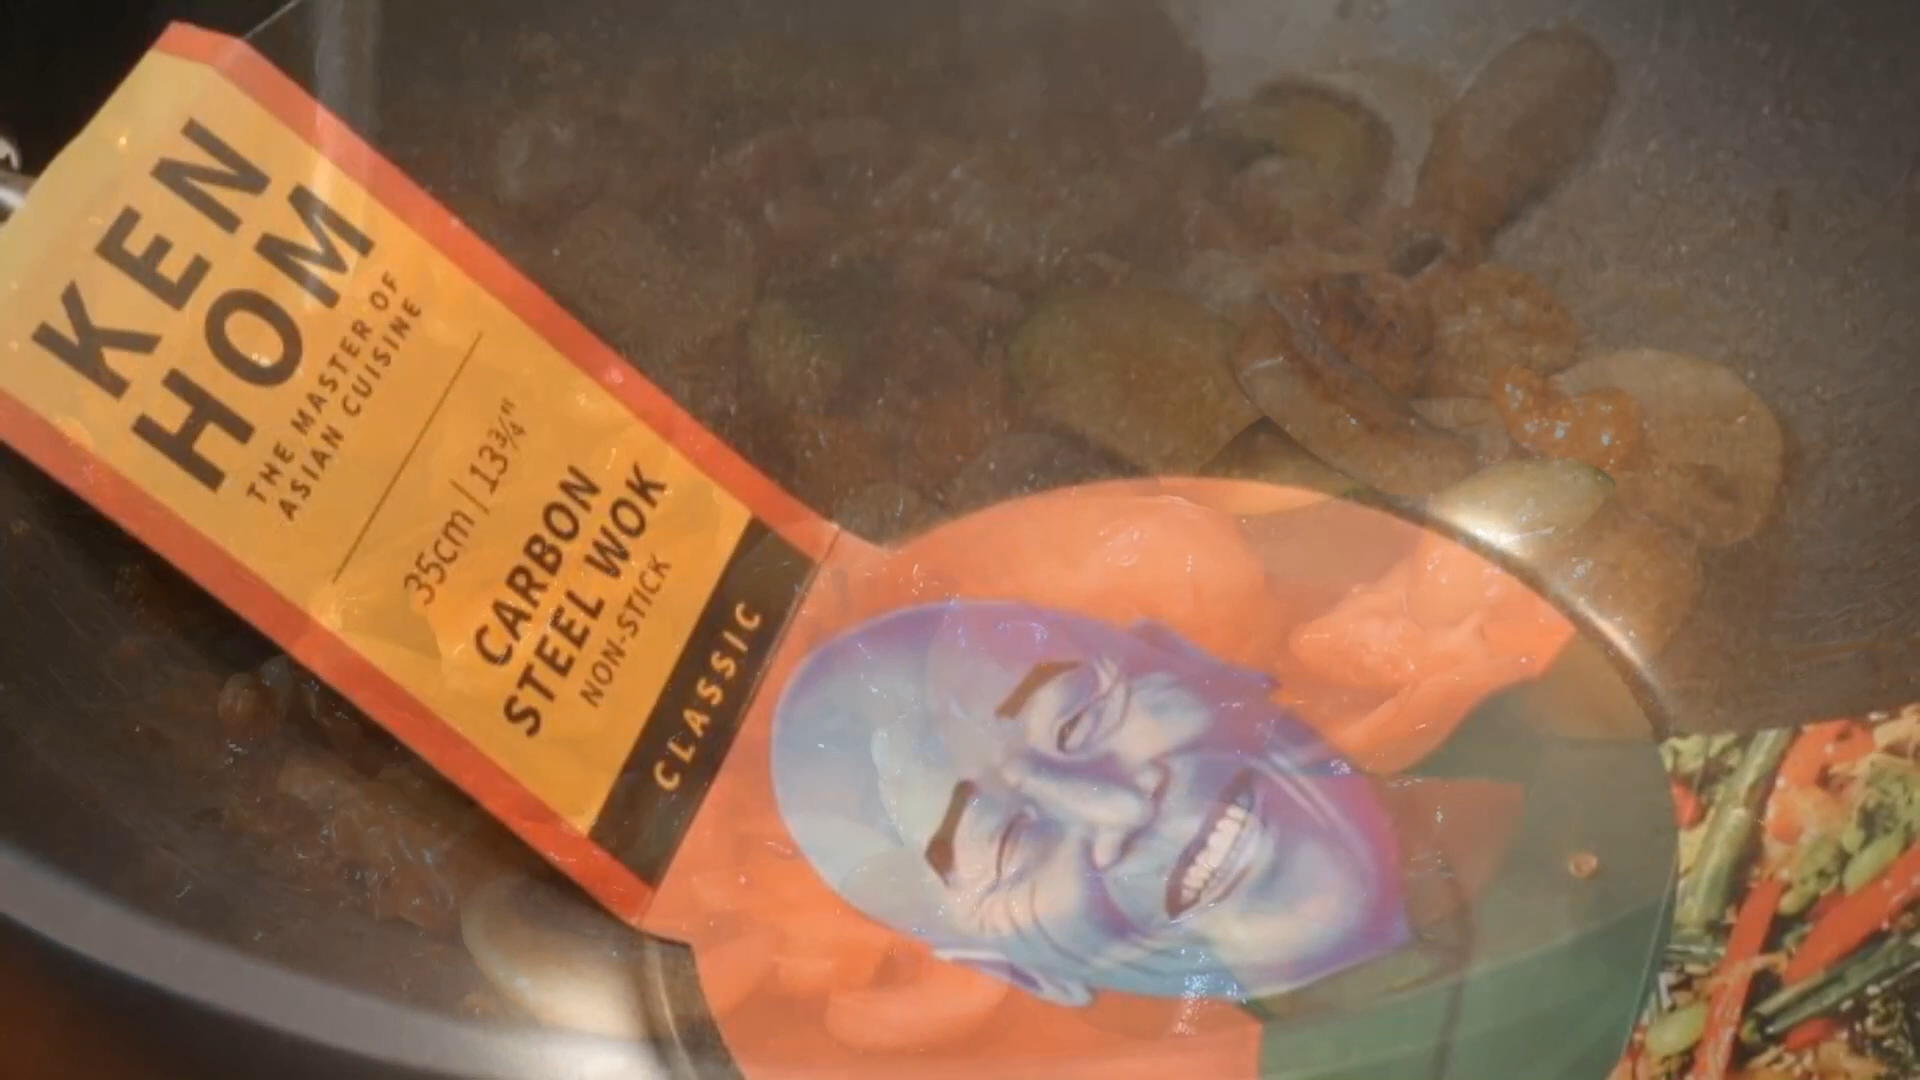 KEN
HOM
THE MASTER OF
ASIAN CUISINE
35cm | 13¾"
CARBON
STEEL WOK
NON-STICK
CLASSIC